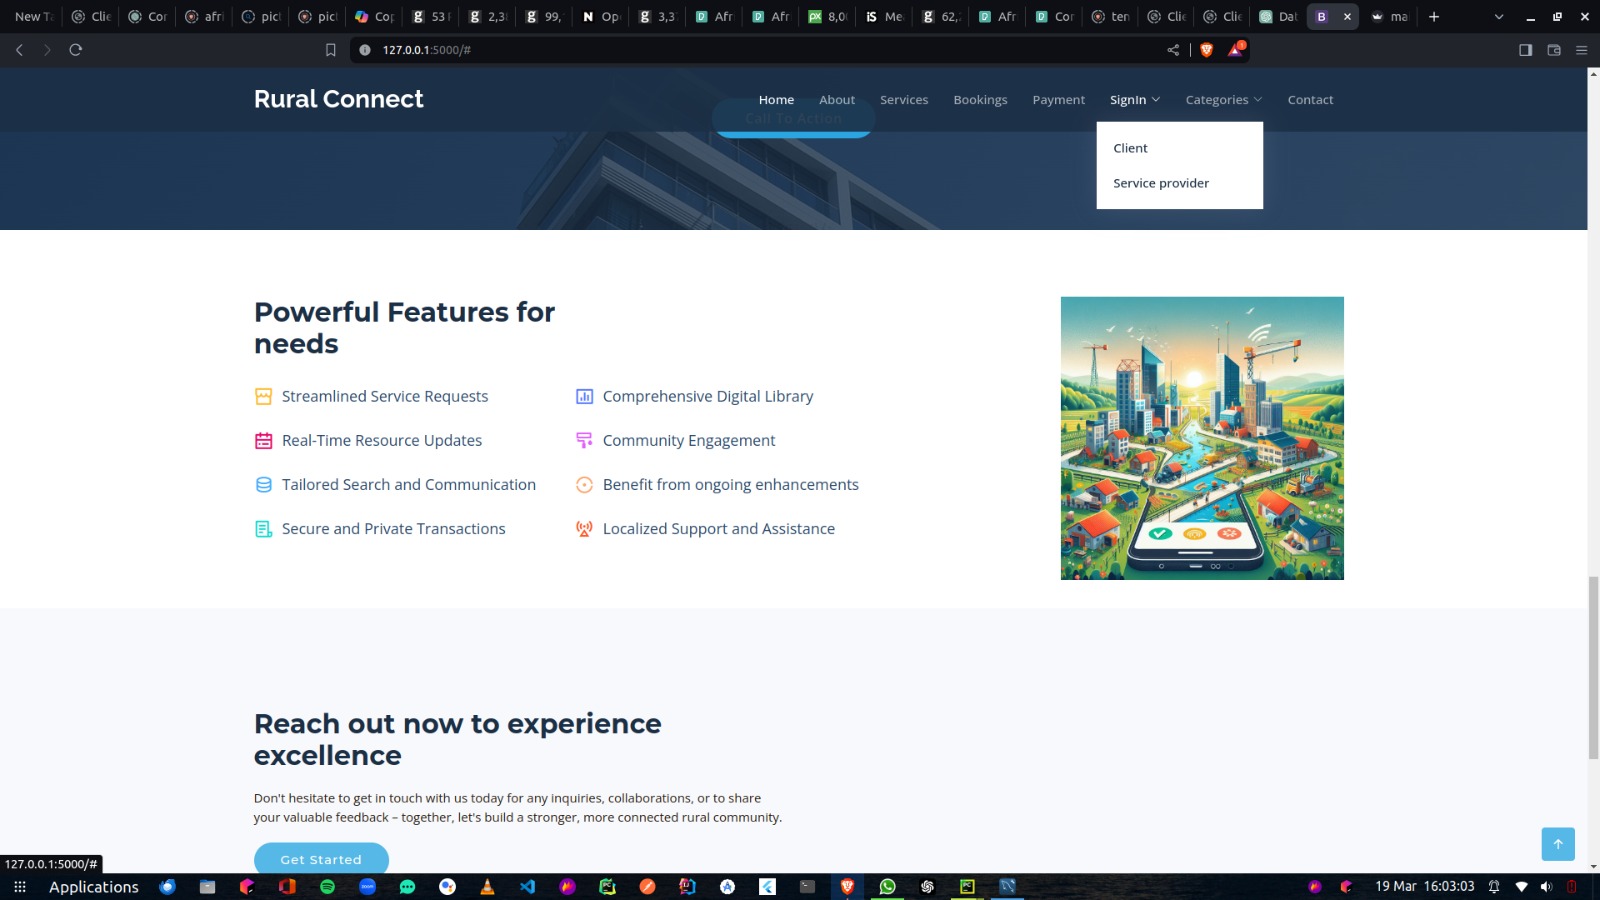 New Ta
Clie
Cor
afri
picl
picl
Cop
53 F
2,3
99,
Op
3,3
Afr
Afr
8,0
Me
62,
Afr
Cor
ten
Clie
Clie
Dat
mai
127.0.0.1:5000/#
Rural Connect
Home
About
Services
Bookings
Payment
SignIn
Categories
Contact
Call To Action
Client
Service provider
Powerful Features for
needs
Streamlined Service Requests
Comprehensive Digital Library
Real-Time Resource Updates
Community Engagement
Tailored Search and Communication
Benefit from ongoing enhancements
Secure and Private Transactions
Localized Support and Assistance
Reach out now to experience
excellence
Don't hesitate to get in touch with us today for any inquiries, collaborations, or to share
your valuable feedback – together, let's build a stronger, more connected rural community.
Get Started
127.0.0.1:5000/#
Applications
19 Mar 16:03:03